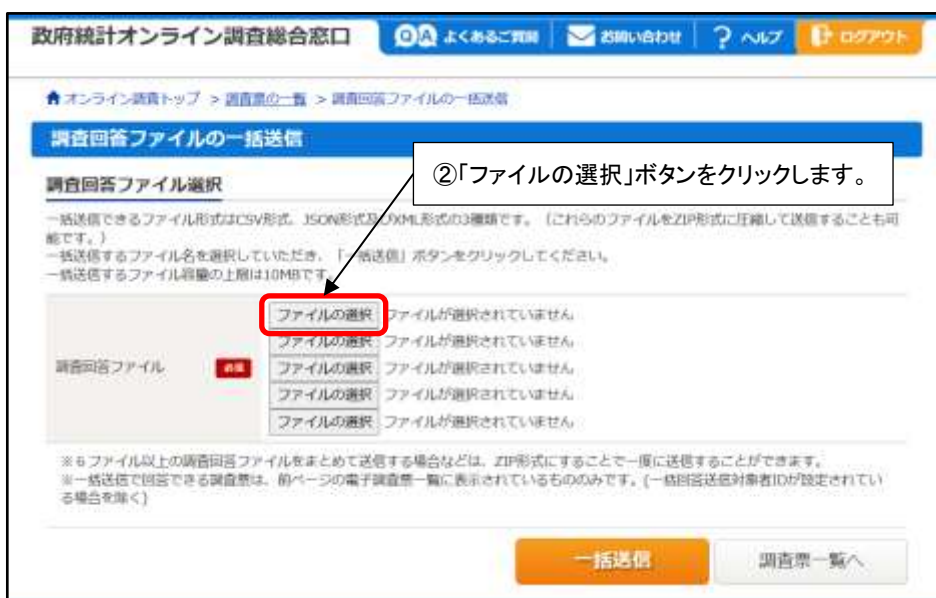 政府統計オンライン調査総合窓口
QA よくあるご質問
お問い合わせ
? ヘルプ
ログアウト
オンライン調査トップ > 調査票の一覧 > 調査回答ファイルの一括送信
調査回答ファイルの一括送信
②「ファイルの選択」ボタンをクリックします。
調査回答ファイル選択
一括送信できるファイル形式はCSV形式、JSON形式及びXML形式の3種類です。（これらのファイルをZIP形式に圧縮して送信することも可
能です。）
一括送信するファイル名を選択していただき、「一括送信」ボタンをクリックしてください。
一括送信するファイル容量の上限は10MBです。
ファイルの選択 ファイルが選択されていません
ファイルの選択 ファイルが選択されていません
調査回答ファイル 必須 ファイルの選択 ファイルが選択されていません
ファイルの選択 ファイルが選択されていません
ファイルの選択 ファイルが選択されていません
※6ファイル以上の調査回答ファイルをまとめて送信する場合などは、ZIP形式にすることで一度に送信することができます。
※一括送信で回答できる調査票は、前ページの電子調査票一覧に表示されているもののみです。(一括回答送信対象者IDが設定されてい
る場合を除く)
一括送信
調査票一覧へ